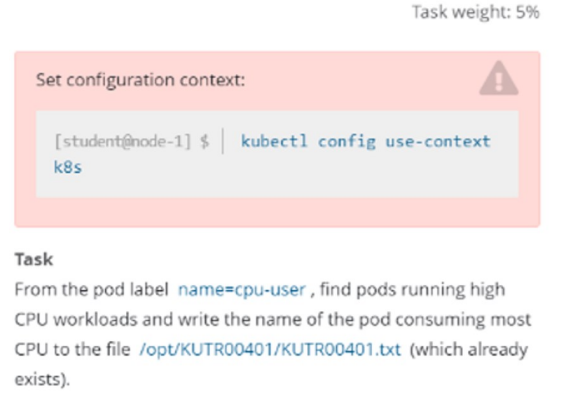 Task weight: 5%
Set configuration context:
[student@node-1] $ | kubectl config use-context
k8s
Task
From the pod label name=cpu-user , find pods running high
CPU workloads and write the name of the pod consuming most
CPU to the file /opt/KUTR00401/KUTR00401.txt (which already
exists).